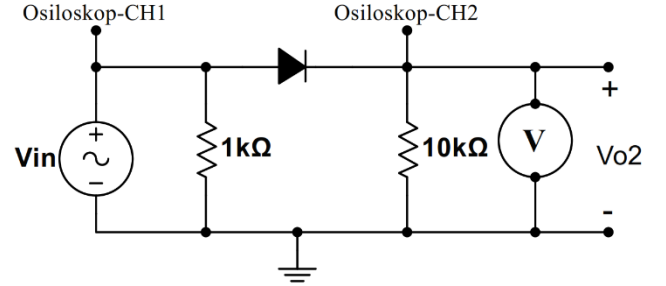 Osiloskop-CH1 Osiloskop-CH2
+
+
Vin
1kΩ
10kΩ
V
Vo2
−
-